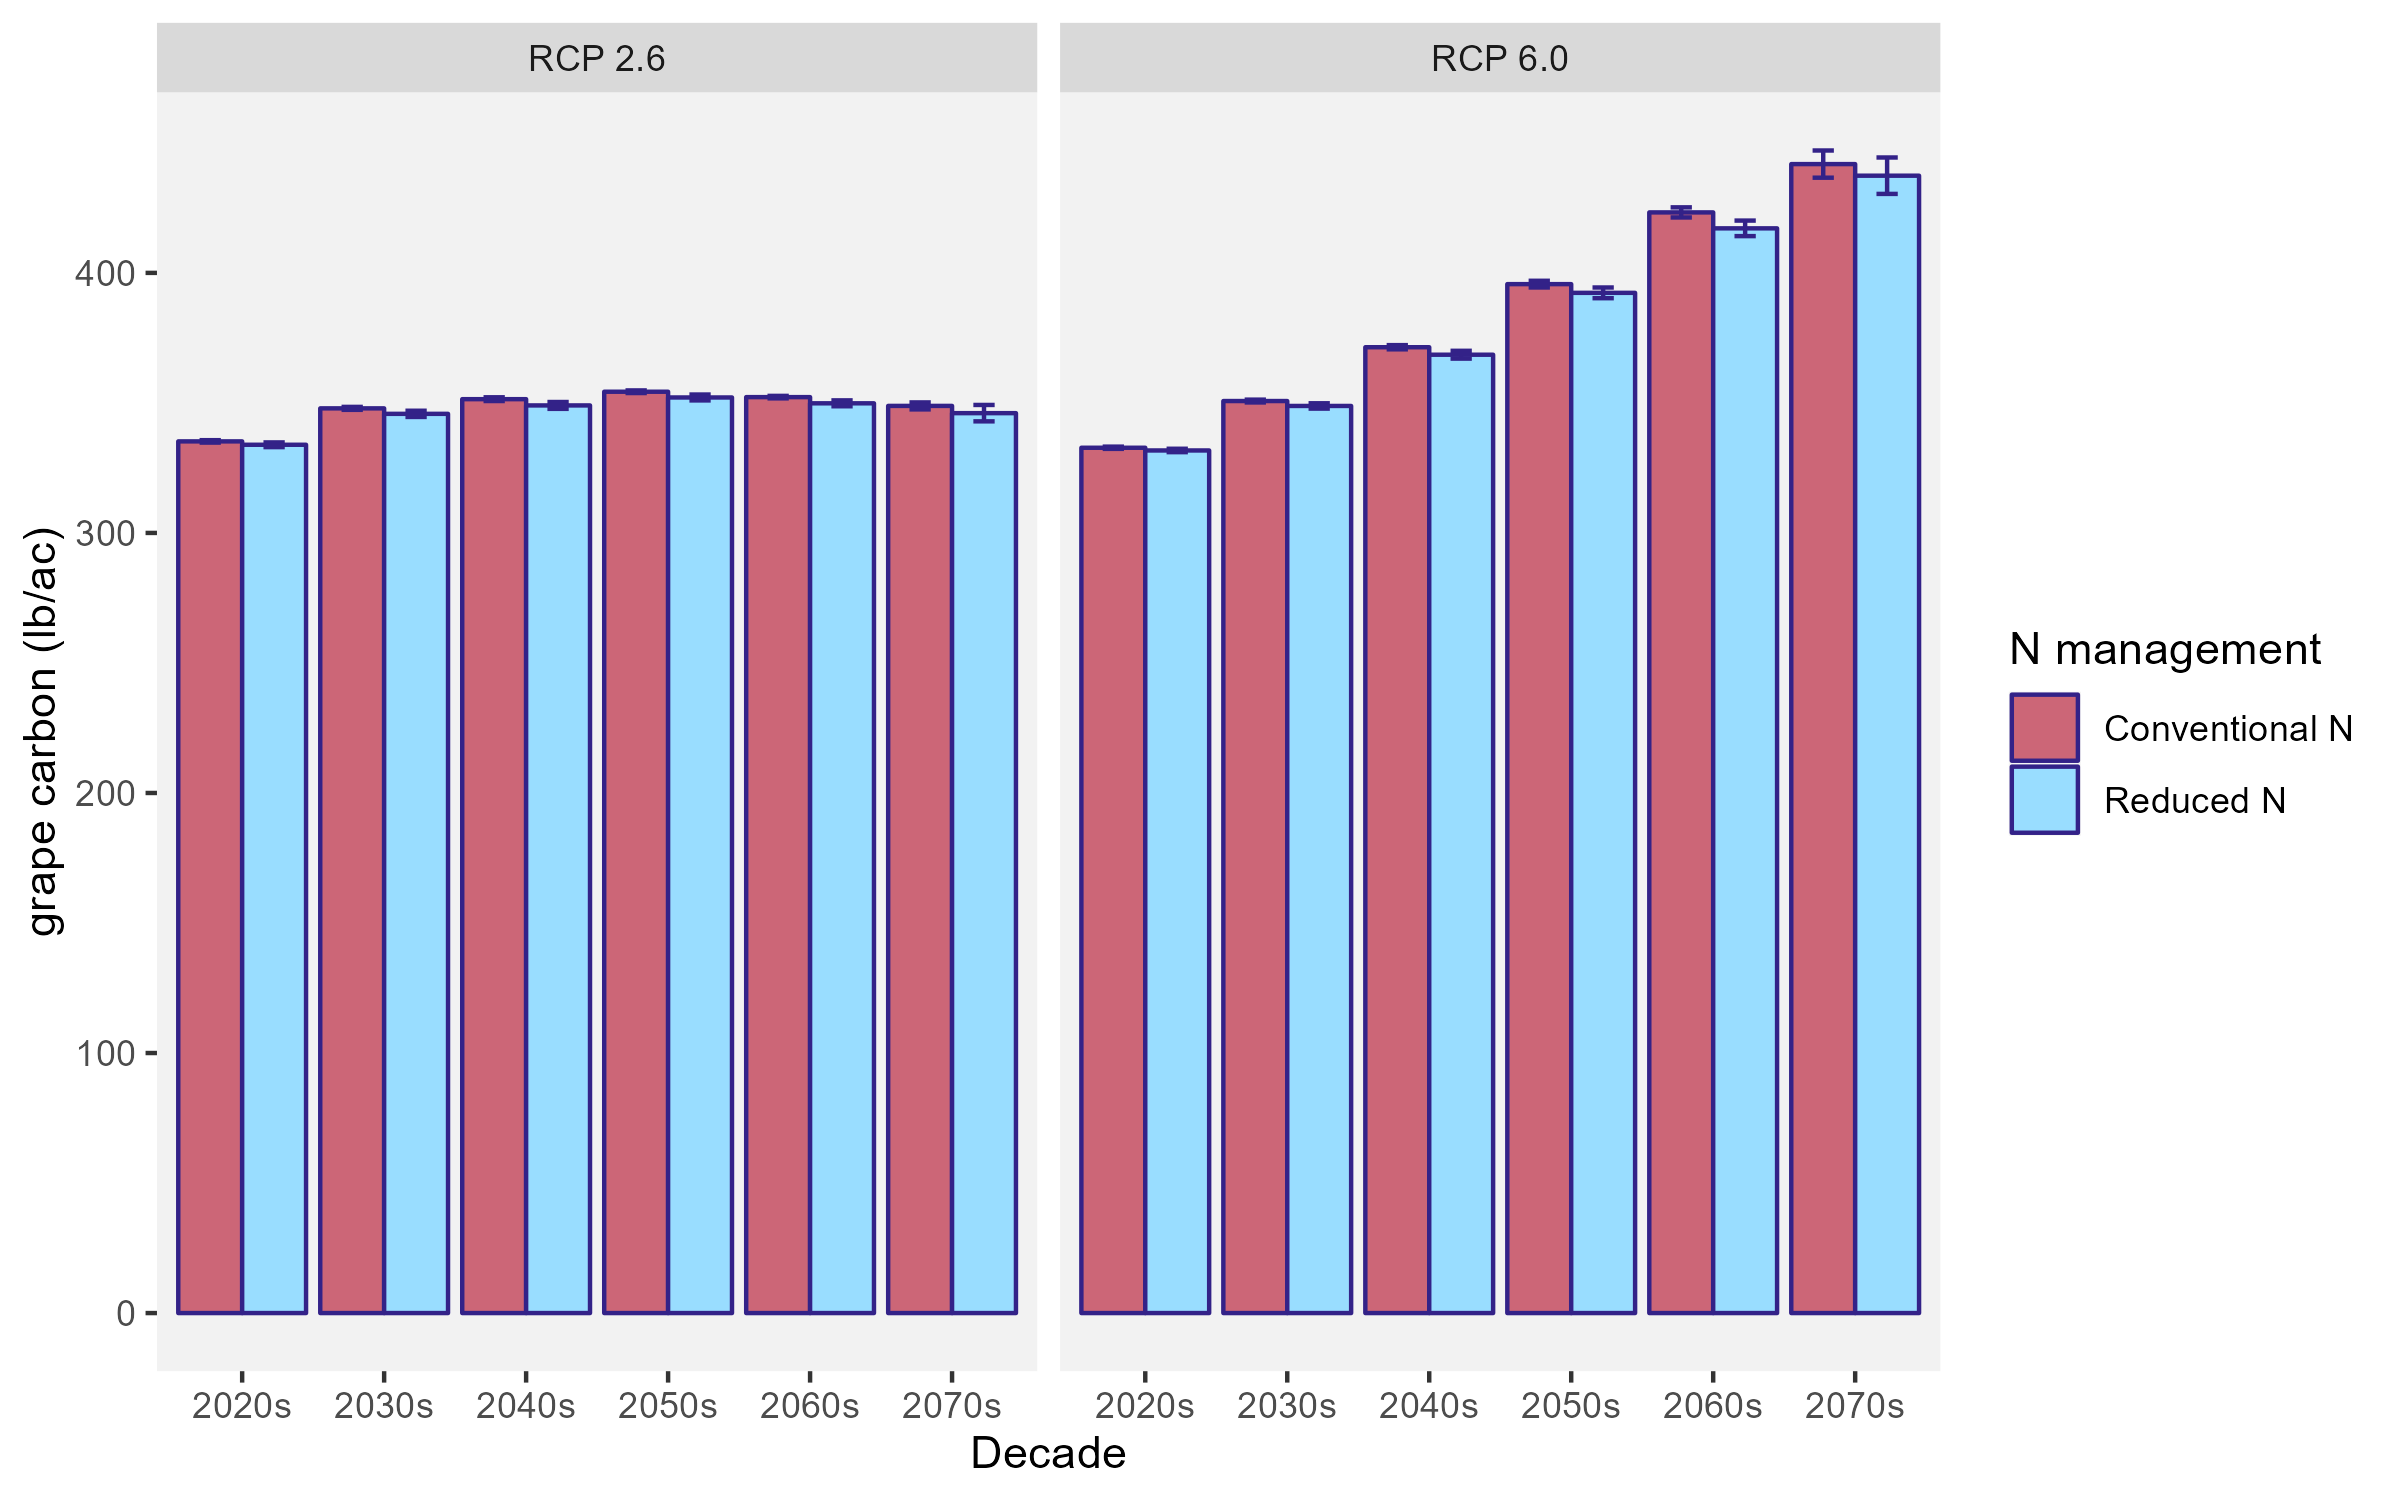 RCP 2.6
RCP 6.0
grape carbon (lb/ac)
400
300
200
100
0
2020s 2030s 2040s 2050s 2060s 2070s
2020s 2030s 2040s 2050s 2060s 2070s
Decade
N management
Conventional N
Reduced N